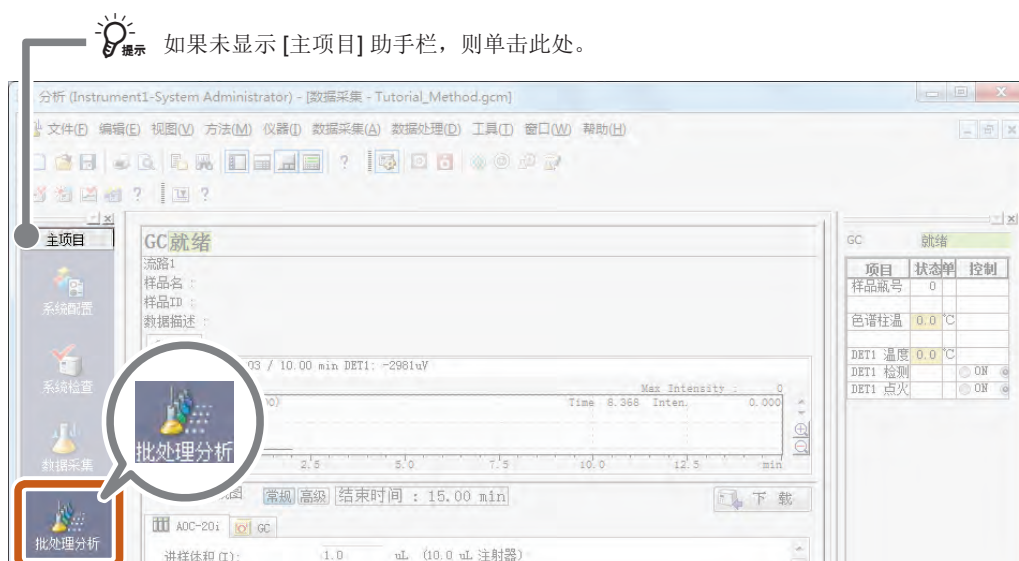 提示 如果未显示 [主项目] 助手栏，则单击此处。
分析 (Instrument1-System Administrator) - [数据采集 - Tutorial_Method.gcm]
文件(F) 编辑(E) 视图(V) 方法(M) 仪器(I) 数据采集(A) 数据处理(D) 工具(T) 窗口(W) 帮助(H)
主项目
系统配置
系统检查
数据采集
批处理分析
批处理分析
GC 就绪
流路1
样品名 :
样品ID :
数据描述 :
03 / 10.00 min DET1: -2981uV
Max Intensity : 0
Time 8.368 Inten. 0.000
2.5 5.0 7.5 10.0 12.5 min
常规 高级 结束时间 : 15.00 min 下载
AOC-20i GC
进样体积(I): 1.0 uL (10.0 uL 注射器)
GC 就绪
项目 状态 单 控制
样品瓶号 0
色谱柱温 0.0 °C
DET1 温度 0.0 °C
DET1 检测 ON
DET1 点火 ON